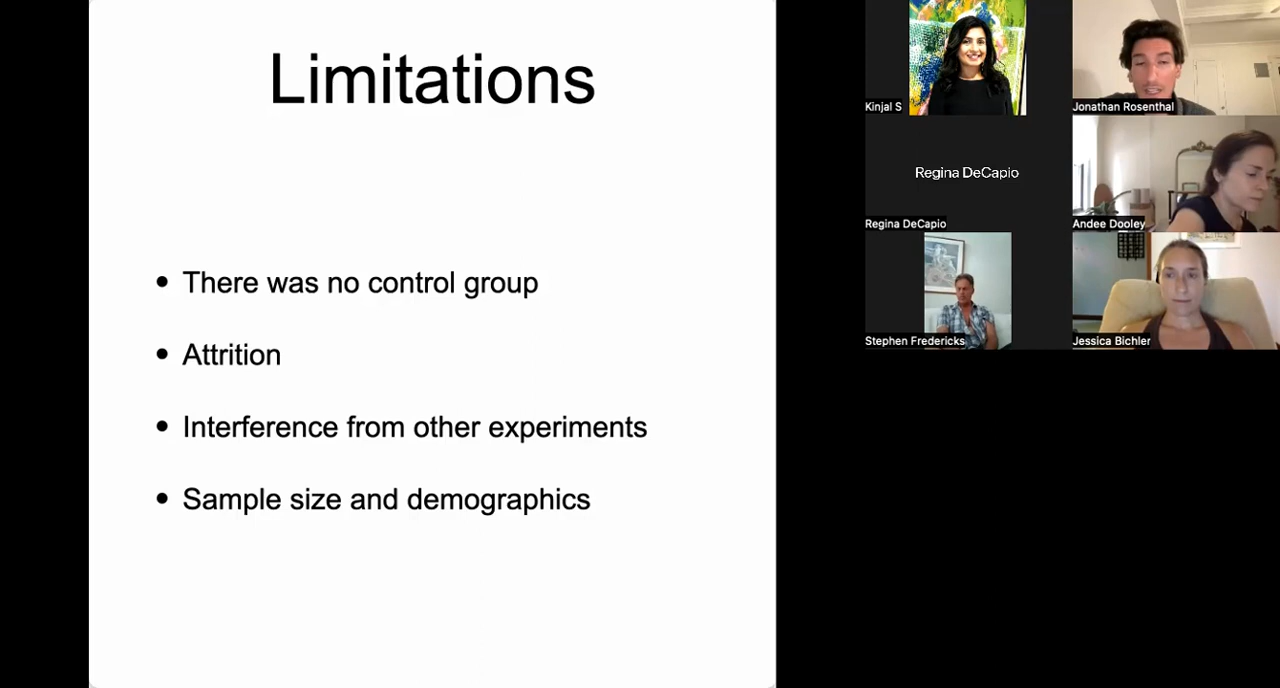 Limitations
• There was no control group
• Attrition
• Interference from other experiments
• Sample size and demographics
Kinjal S
Jonathan Rosenthal
Regina DeCapio
Regina DeCapio
Andee Dooley
Stephen Fredericks
Jessica Bichler